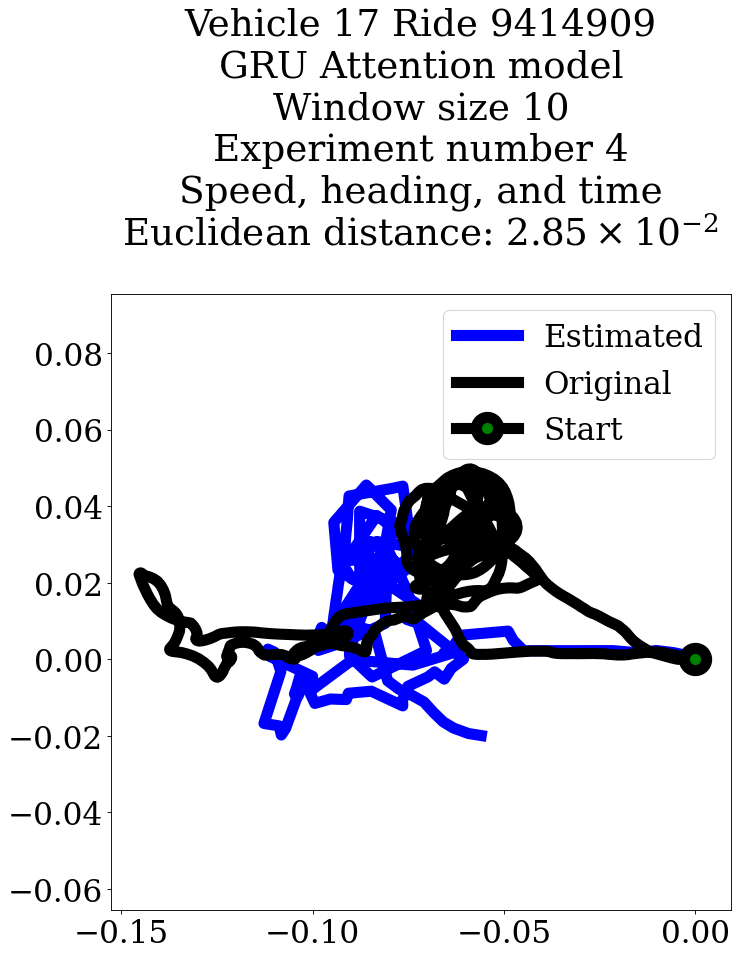 Vehicle 17 Ride 9414909
GRU Attention model
Window size 10
Experiment number 4
Speed, heading, and time
Euclidean distance: 2.85 × 10⁻²
Estimated
Original
Start
0.08
0.06
0.04
0.02
0.00
−0.02
−0.04
−0.06
−0.15 −0.10 −0.05 0.00